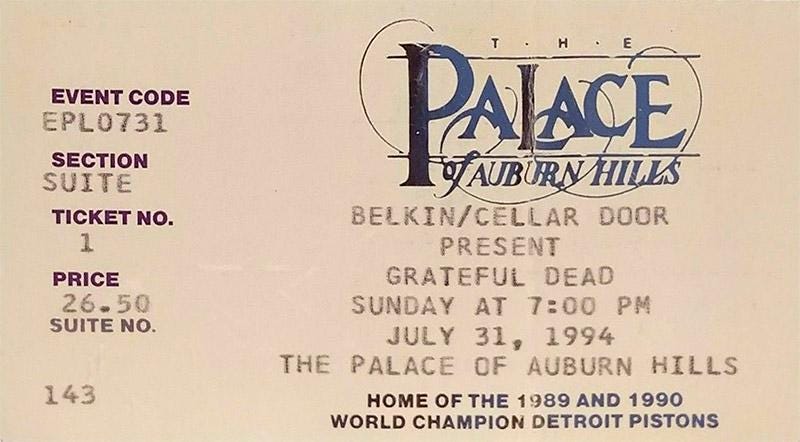 THE
PALACE
of AUBURN HILLS
EVENT CODE
EPL0731
SECTION
SUITE
TICKET NO.
1
PRICE
26.50
SUITE NO.
143
BELKIN/CELLAR DOOR
PRESENT
GRATEFUL DEAD
SUNDAY AT 7:00 PM
JULY 31, 1994
THE PALACE OF AUBURN HILLS
HOME OF THE 1989 AND 1990
WORLD CHAMPION DETROIT PISTONS